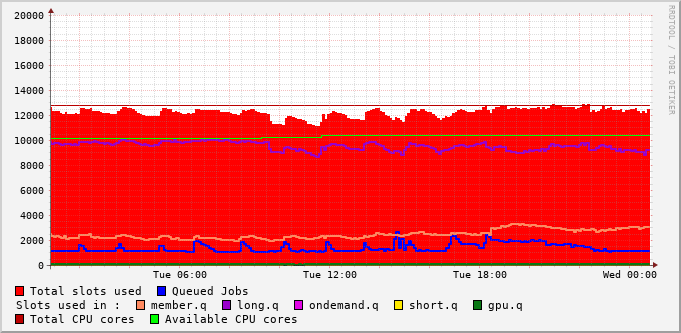 RRDTOOL / TOBI OETIKER
20000
18000
16000
14000
12000
10000
8000
6000
4000
2000
0
Tue 06:00 Tue 12:00 Tue 18:00 Wed 00:00
Total slots used Queued Jobs
Slots used in : member.q long.q ondemand.q short.q gpu.q
Total CPU cores Available CPU cores